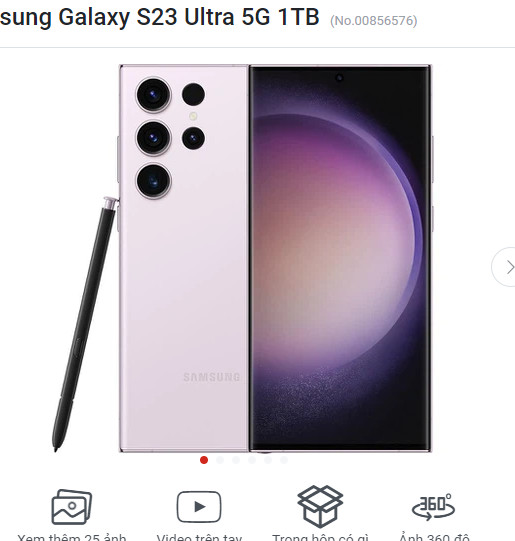 sung Galaxy S23 Ultra 5G 1TB (No.00856576)
SAMSUNG
360°
Xem thêm 25 ảnh Video trên tay Trong hộp có gì Ảnh 360 độ